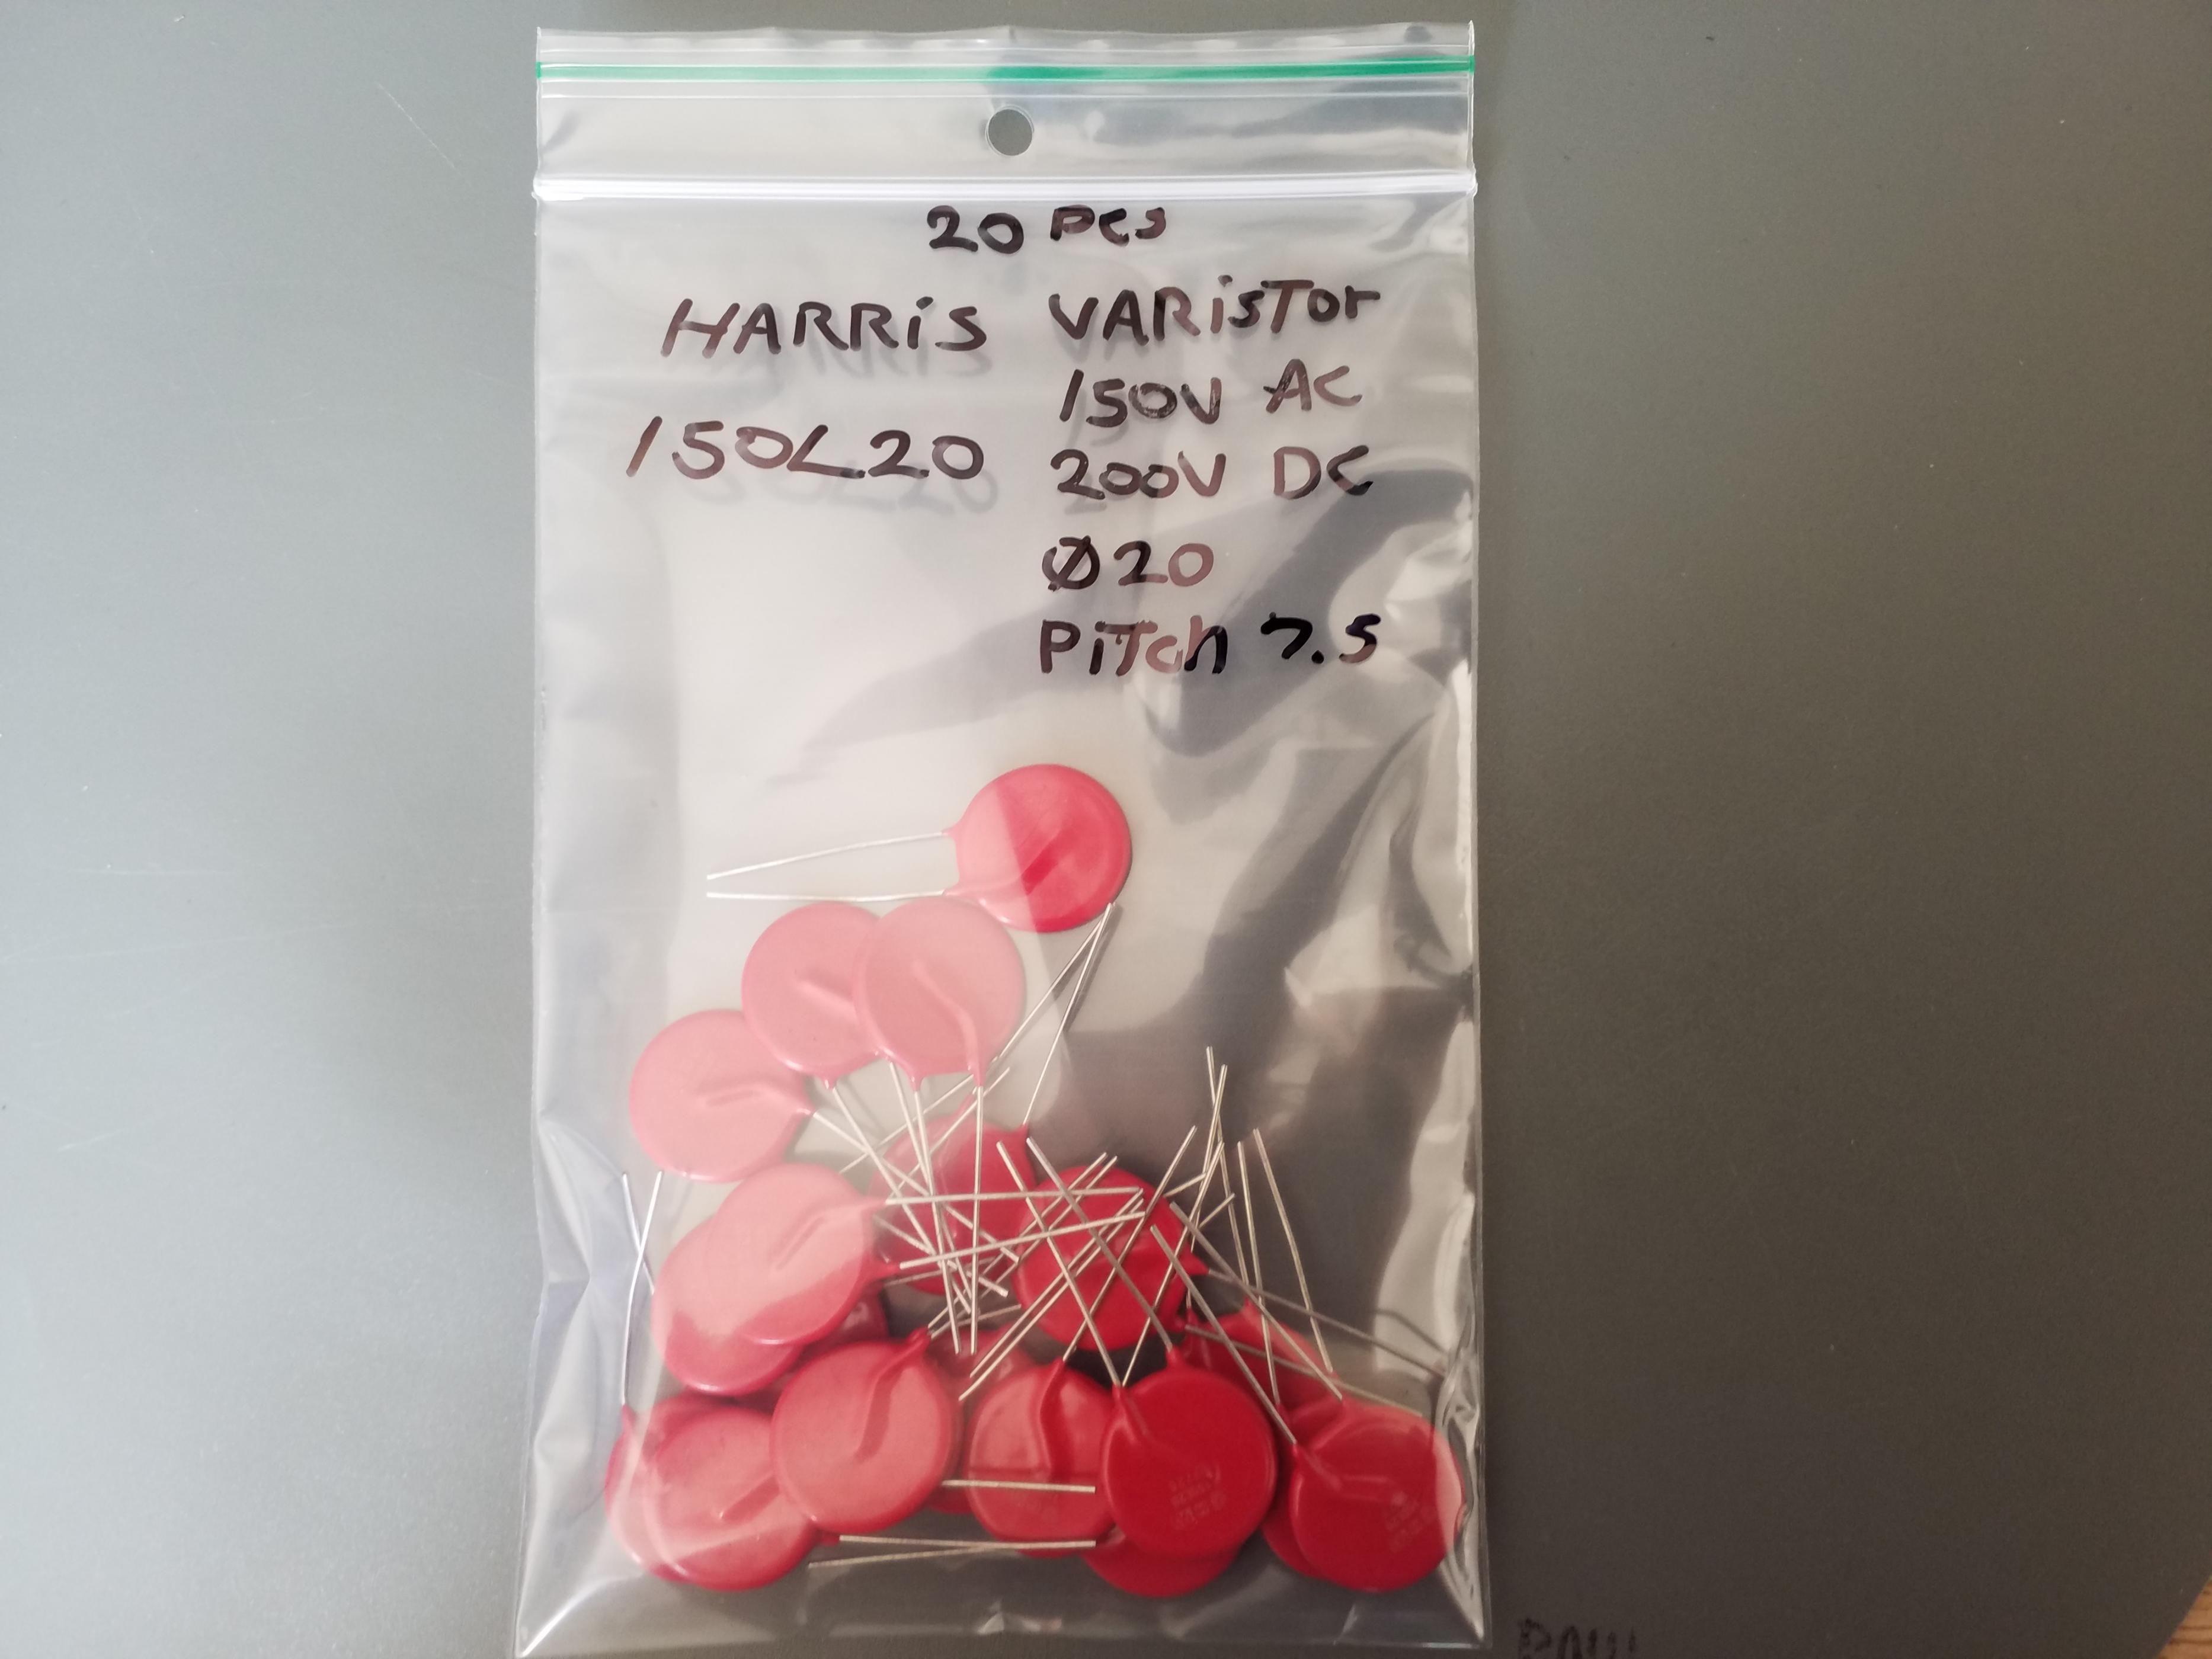 20 Pcs
HARRiS VARisTor
150V AC
150L20 200V DC
Ø20
PiTch 7.5